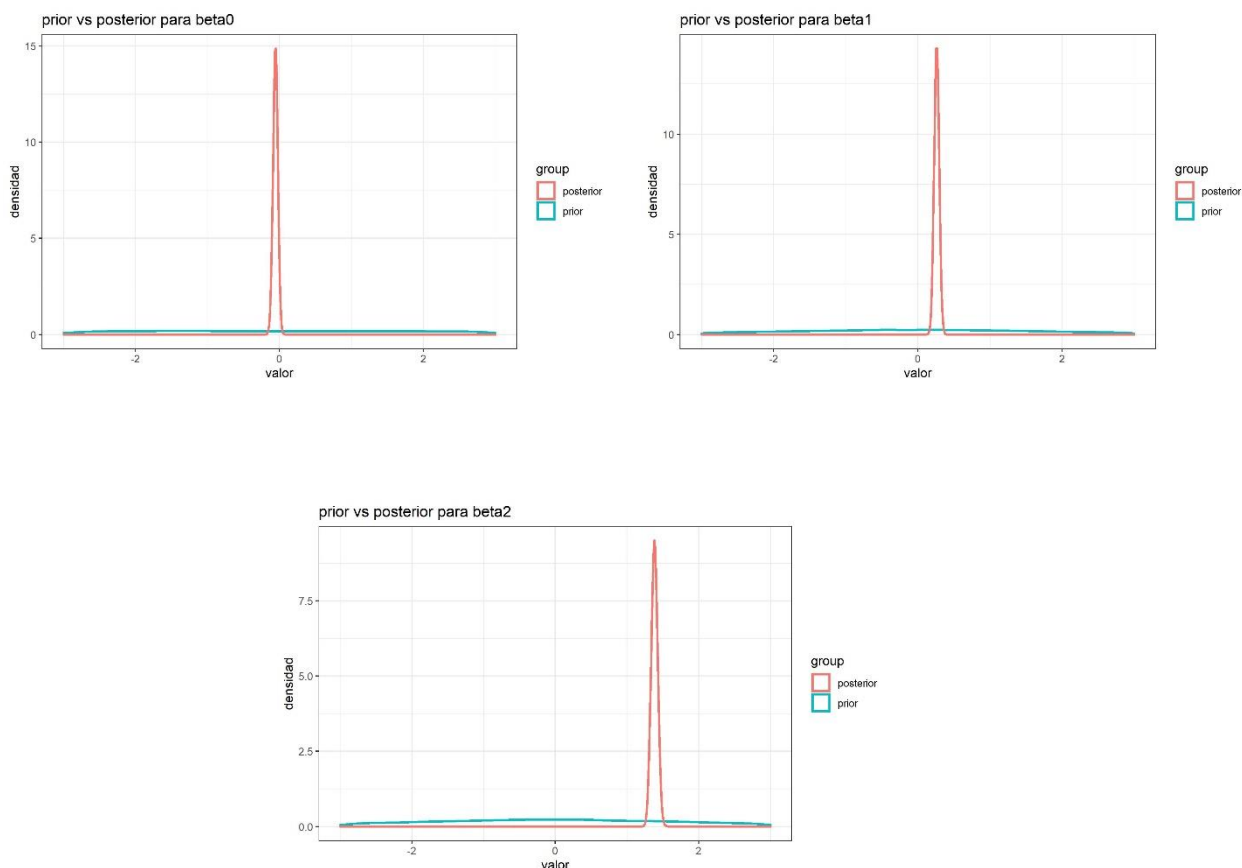 prior vs posterior para beta0
15
10
5
0
densidad
-2
0
2
valor
group
posterior
prior
prior vs posterior para beta1
10
5
0
densidad
-2
0
2
valor
group
posterior
prior
prior vs posterior para beta2
7.5
5.0
2.5
0.0
densidad
-2
0
2
valor
group
posterior
prior